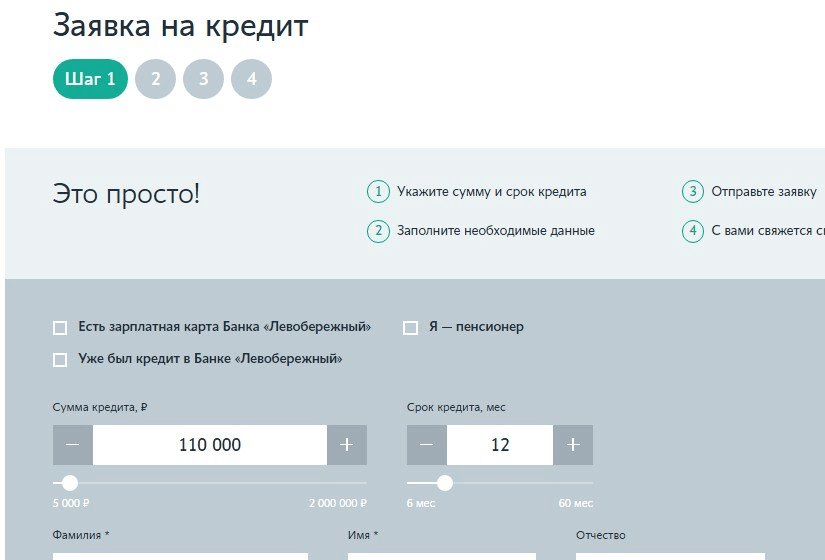 Заявка на кредит
Шаг 1 2 3 4
Это просто!
1 Укажите сумму и срок кредита
2 Заполните необходимые данные
3 Отправьте заявку
4 С вами свяжется
Есть зарплатная карта Банка «Левобережный»
Я — пенсионер
Уже был кредит в Банке «Левобережный»
Сумма кредита, ₽
− 110 000 +
5 000 ₽ 2 000 000 ₽
Срок кредита, мес
− 12 +
6 мес 60 мес
Фамилия * Имя * Отчество